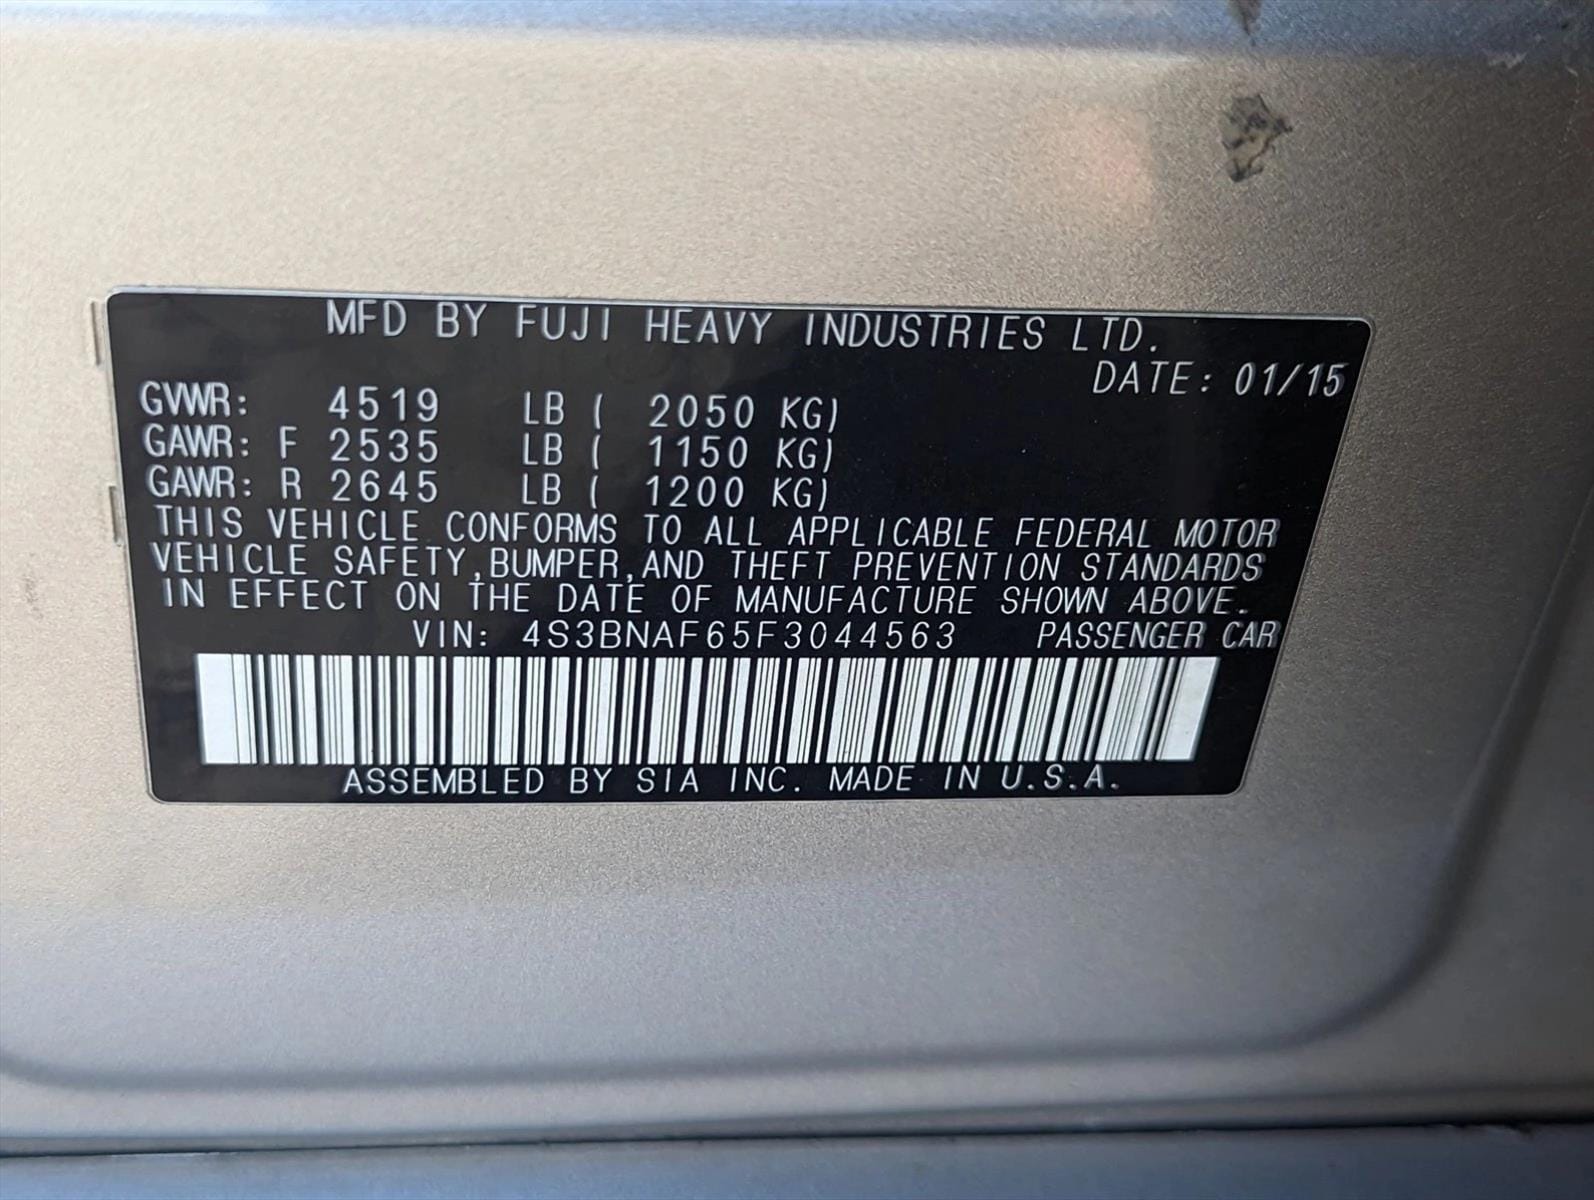 MFD BY FUJI HEAVY INDUSTRIES LTD.
DATE: 01/15
GVWR: 4519 LB ( 2050 KG)
GAWR: F 2535 LB ( 1150 KG)
GAWR: R 2645 LB ( 1200 KG)
THIS VEHICLE CONFORMS TO ALL APPLICABLE FEDERAL MOTOR
VEHICLE SAFETY,BUMPER,AND THEFT PREVENTION STANDARDS
IN EFFECT ON THE DATE OF MANUFACTURE SHOWN ABOVE.
VIN: 4S3BNAF65F3044563 PASSENGER CAR
ASSEMBLED BY SIA INC. MADE IN U.S.A.